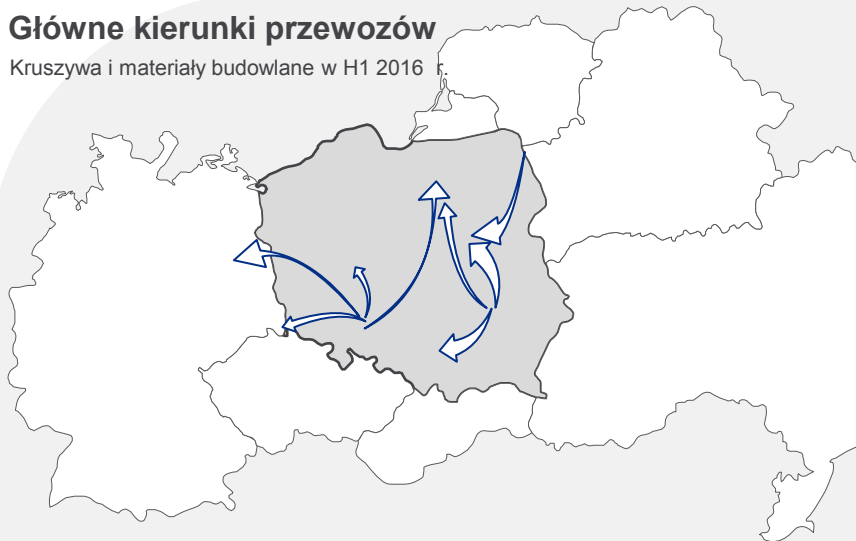 Główne kierunki przewozów
Kruszywa i materiały budowlane w H1 2016 r.